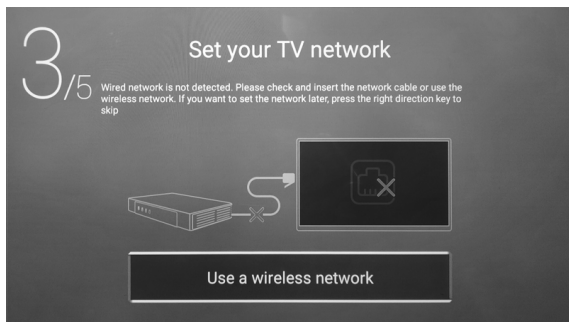 3/5
Set your TV network
Wired network is not detected. Please check and insert the network cable or use the
wireless network. If you want to set the network later, press the right direction key to
skip
Use a wireless network